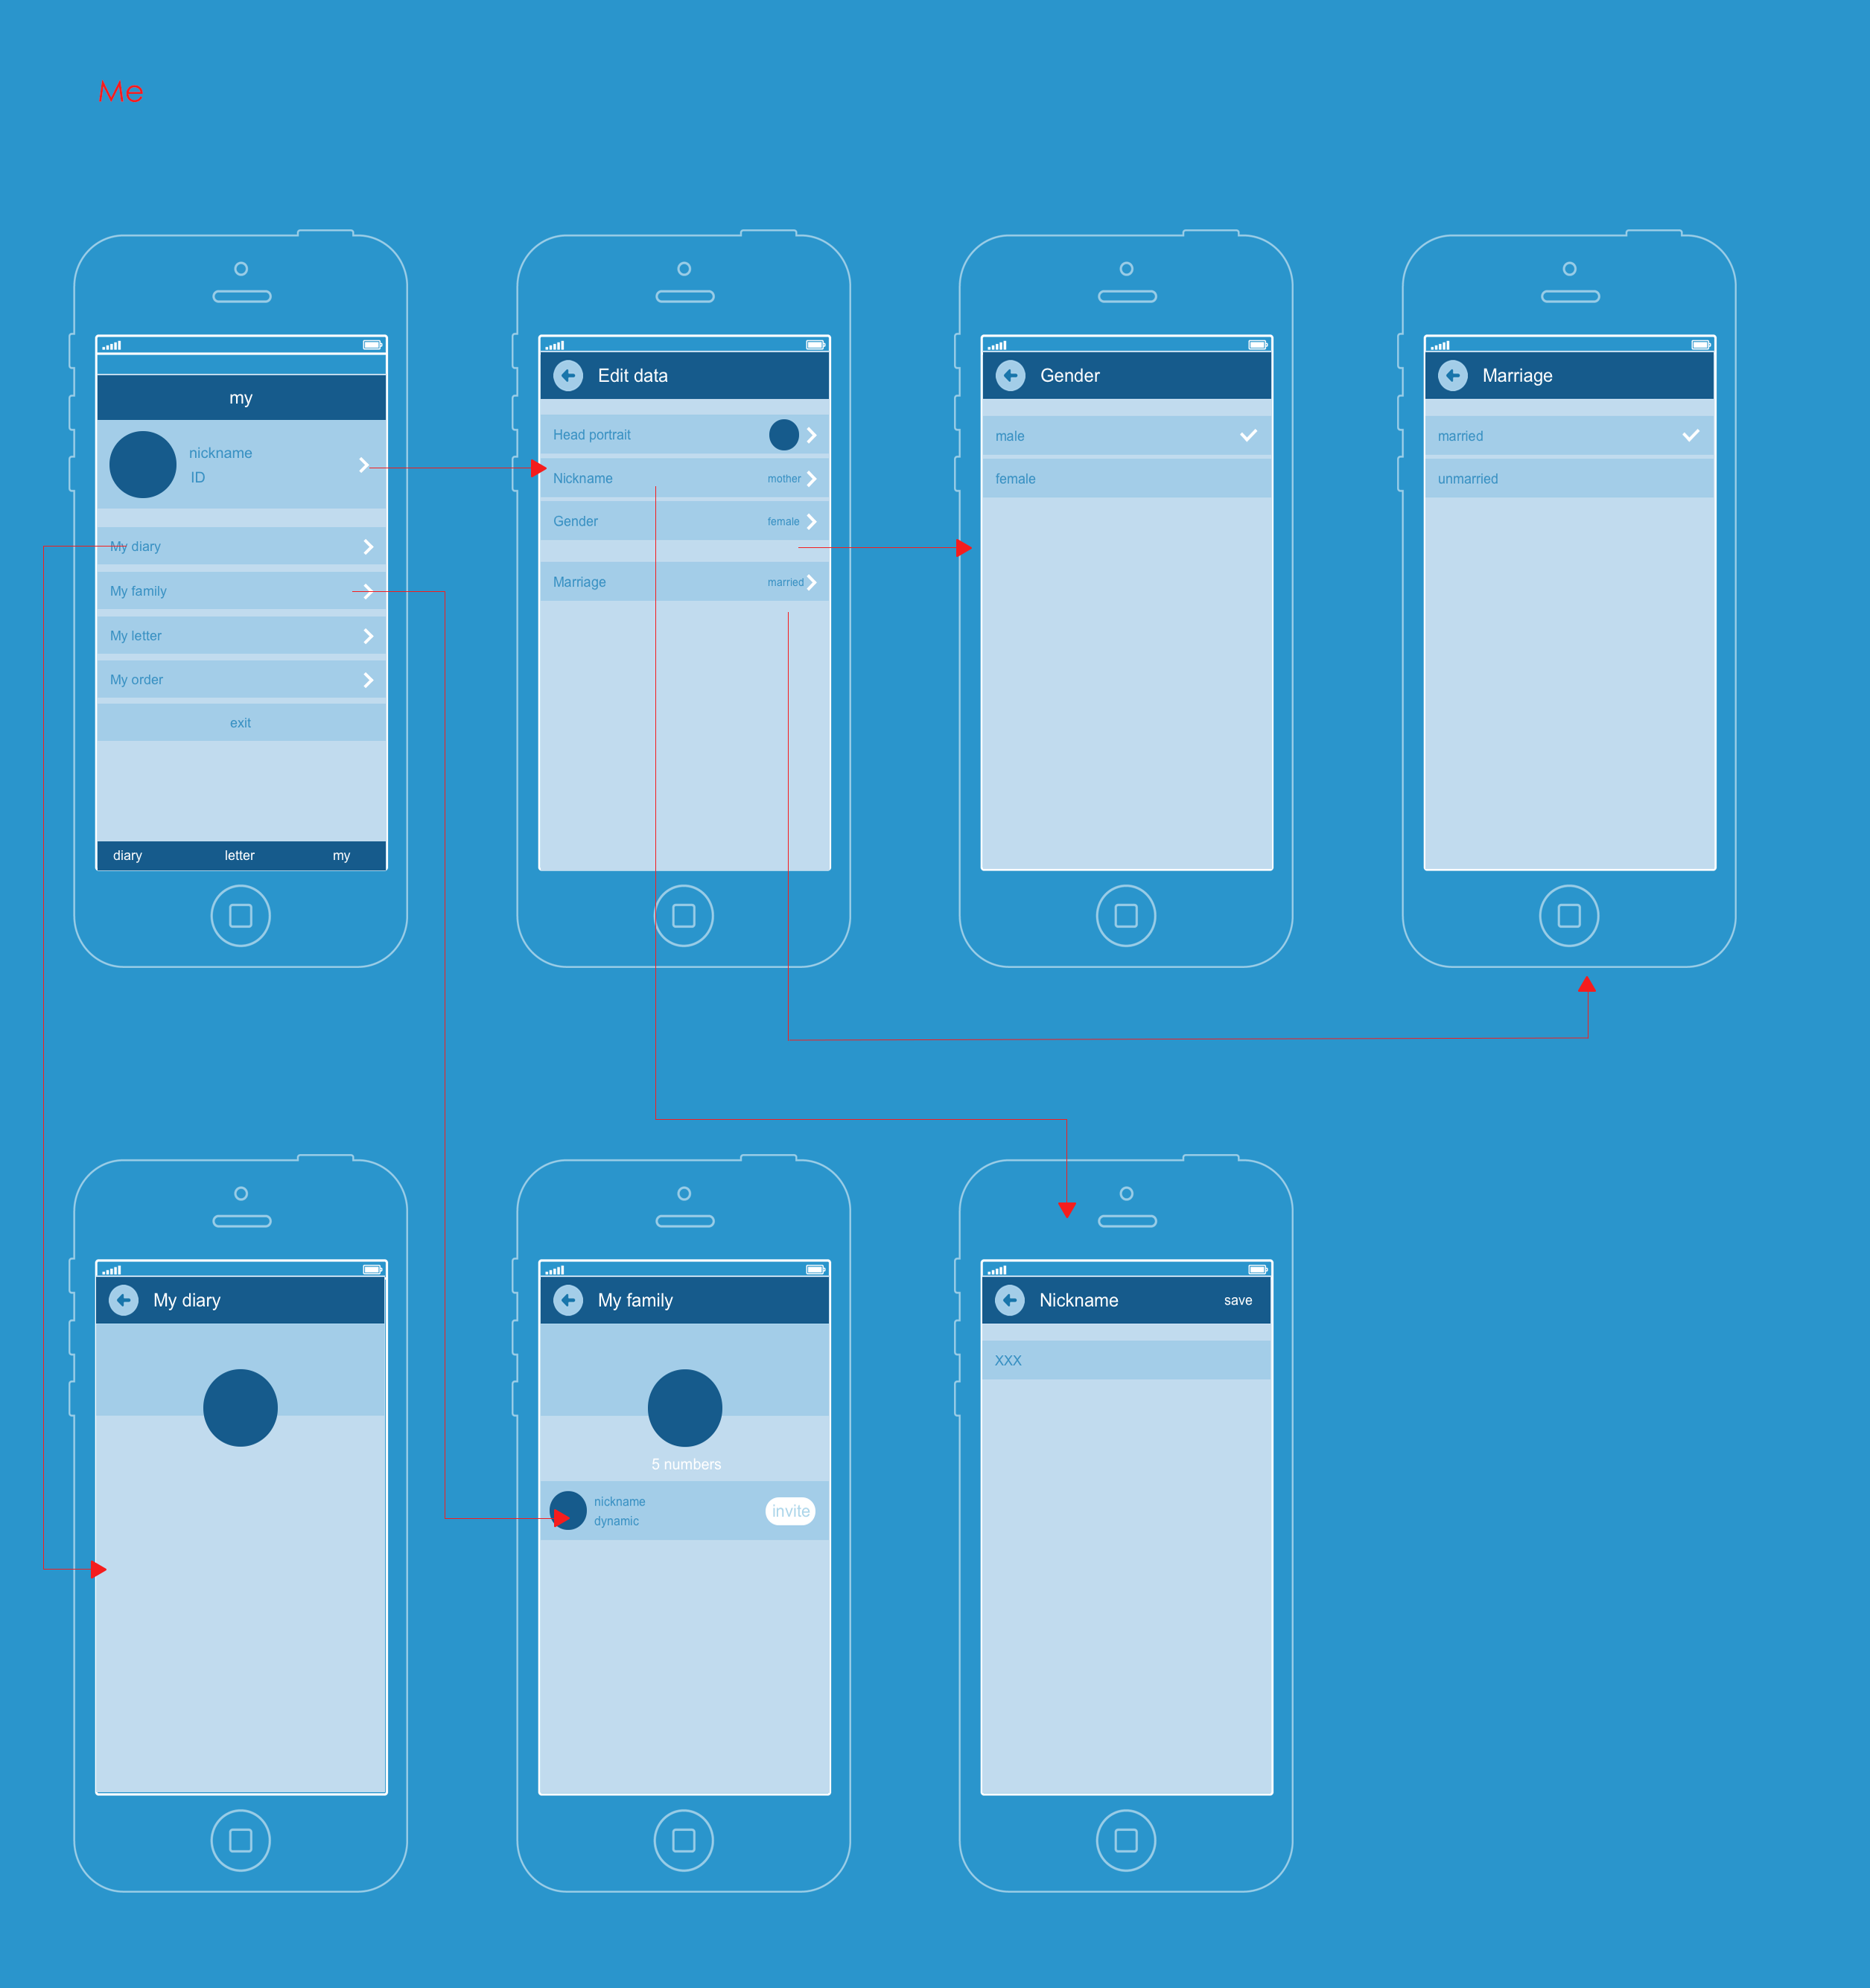 Me
my
nickname
ID
My diary
My family
My letter
My order
exit
diary letter my
Edit data
Head portrait
Nickname mother
Gender female
Marriage married
Gender
male
female
Marriage
married
unmarried
My diary
My family
5 numbers
nickname
dynamic
invite
Nickname save
XXX